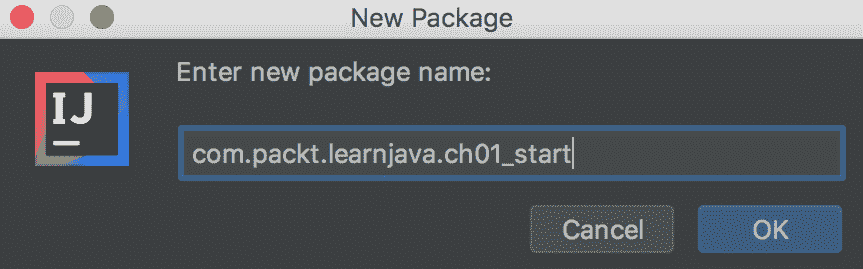 New Package
Enter new package name:
IJ
com.packt.learnjava.ch01_start
Cancel OK